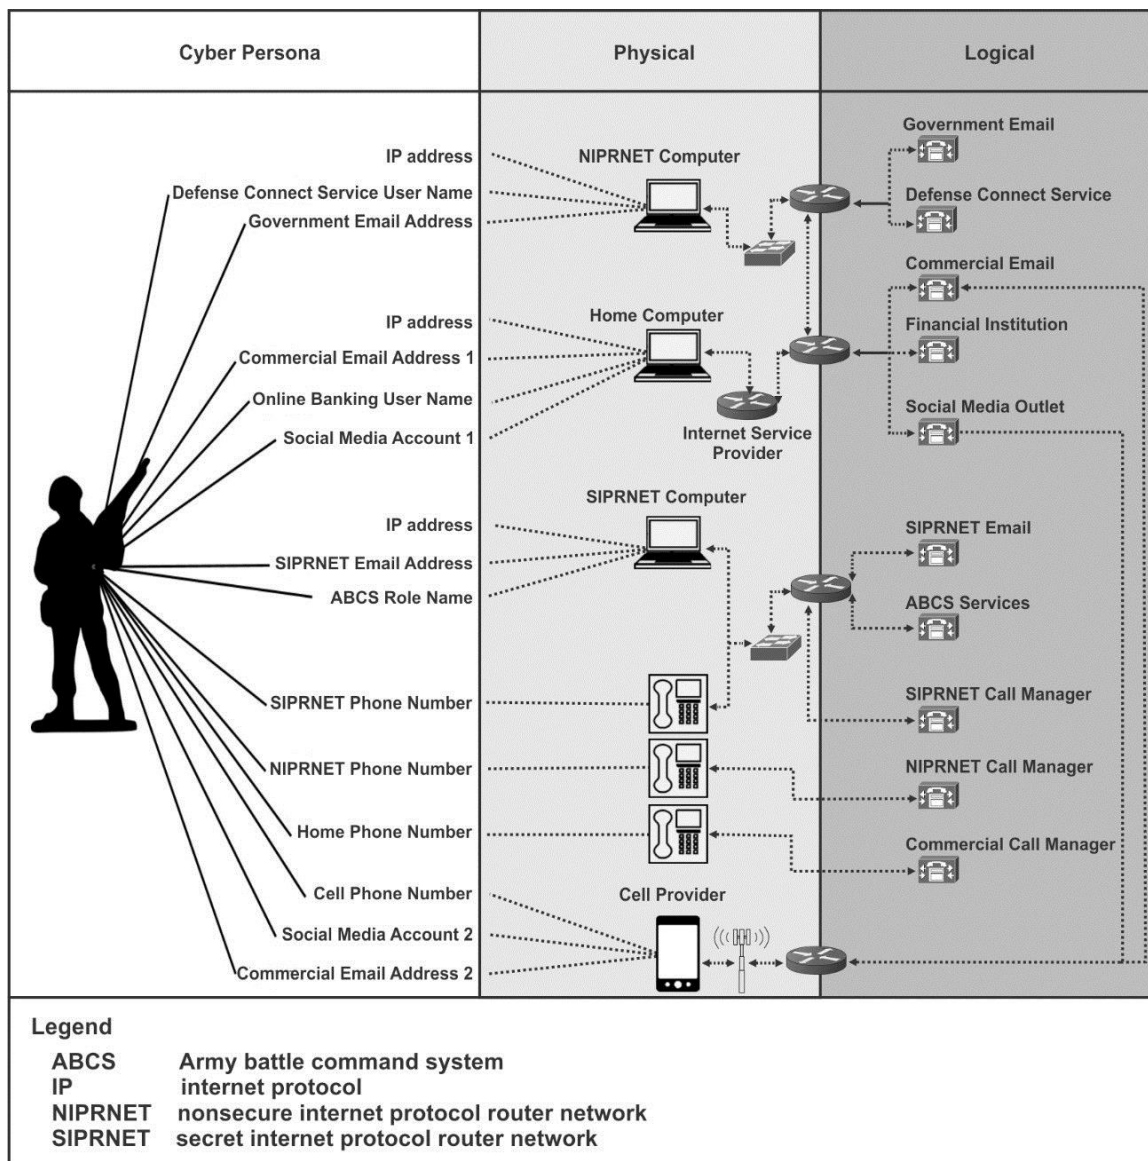 Cyber Persona
Physical
Logical
IP address
Defense Connect Service User Name
Government Email Address
IP address
Commercial Email Address 1
Online Banking User Name
Social Media Account 1
IP address
SIPRNET Email Address
ABCS Role Name
SIPRNET Phone Number
NIPRNET Phone Number
Home Phone Number
Cell Phone Number
Social Media Account 2
Commercial Email Address 2
NIPRNET Computer
Home Computer
Internet Service
Provider
SIPRNET Computer
Cell Provider
Government Email
Defense Connect Service
Commercial Email
Financial Institution
Social Media Outlet
SIPRNET Email
ABCS Services
SIPRNET Call Manager
NIPRNET Call Manager
Commercial Call Manager
Legend
ABCS Army battle command system
IP internet protocol
NIPRNET nonsecure internet protocol router network
SIPRNET secret internet protocol router network